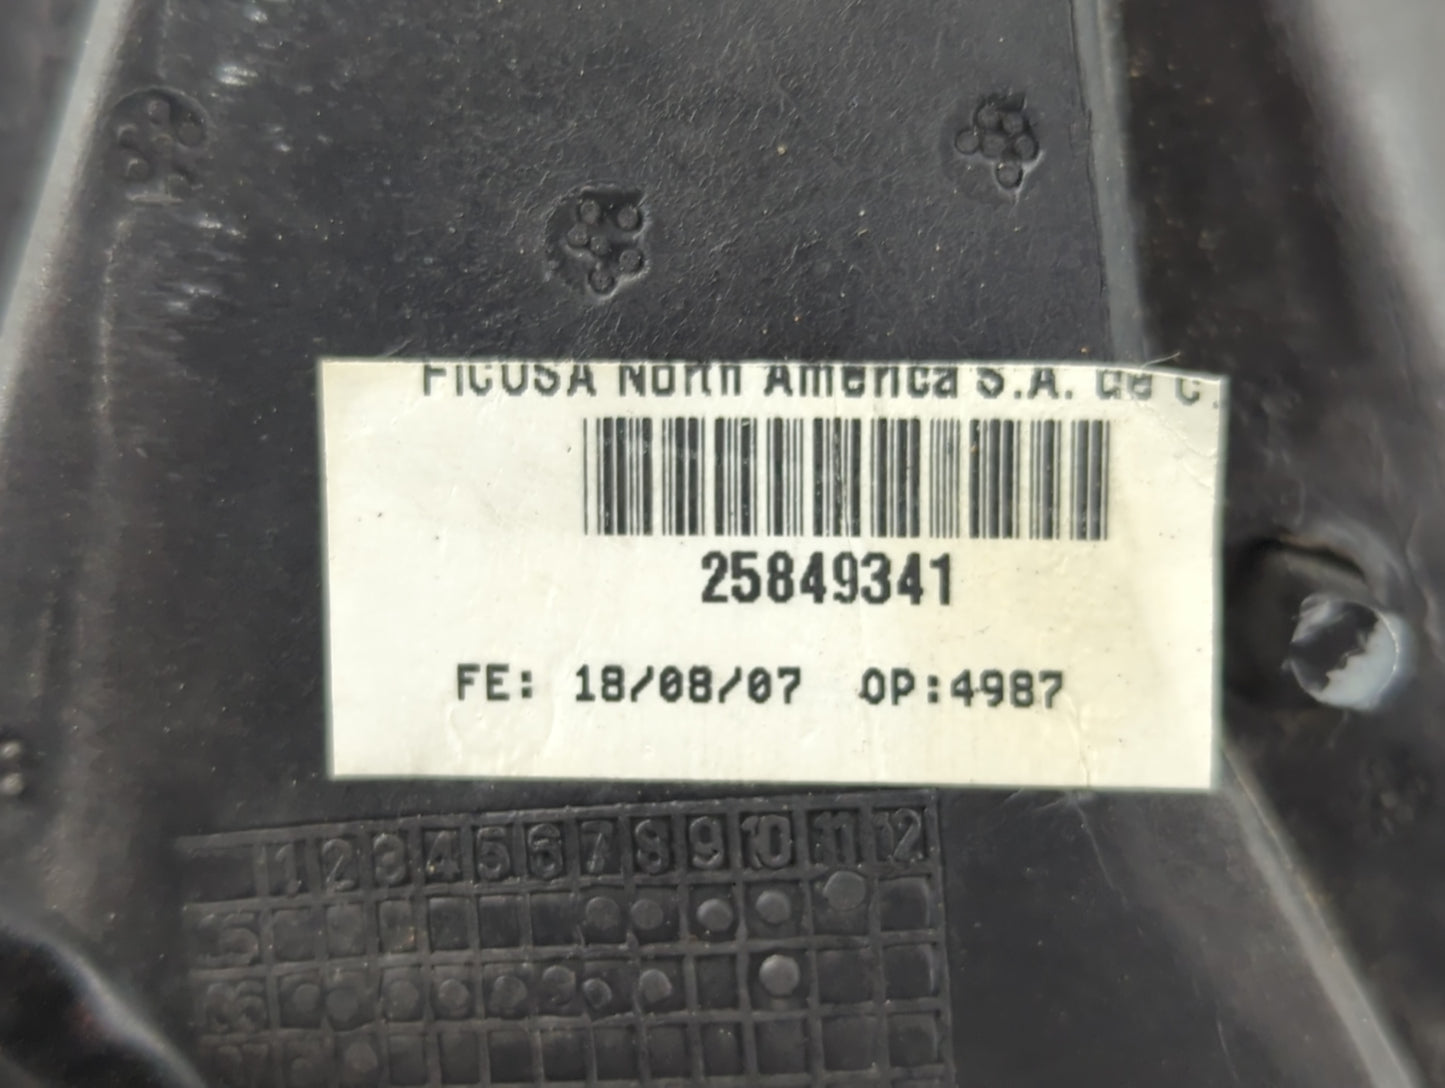 FICOSA North America S.A. de C.
25849341
FE: 18/08/07 OP:4987
1 2 3 4 5 6 7 8 9 10 11 12